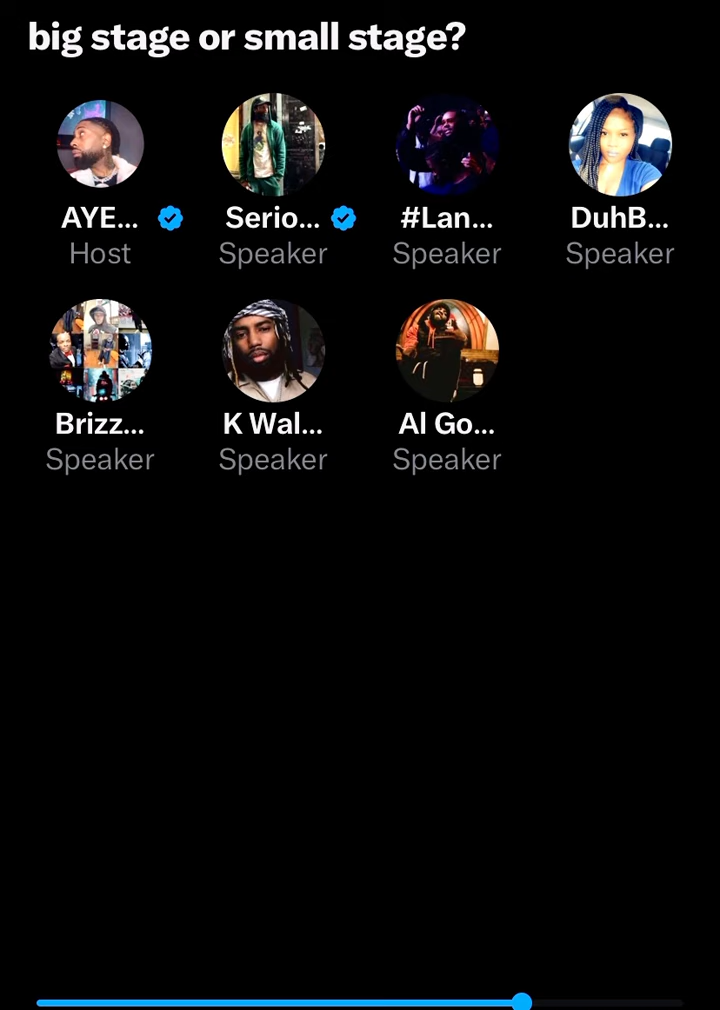 big stage or small stage?
AYE... Serio... #Lan... DuhB...
Host Speaker Speaker Speaker
Brizz... K Wal... Al Go...
Speaker Speaker Speaker